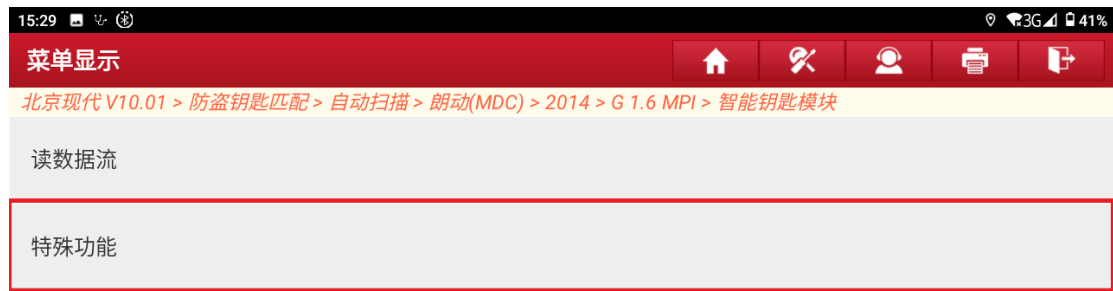 15:29 3G 41%
菜单显示
北京现代 V10.01 > 防盗钥匙匹配 > 自动扫描 > 朗动(MDC) > 2014 > G 1.6 MPI > 智能钥匙模块
读数据流
特殊功能